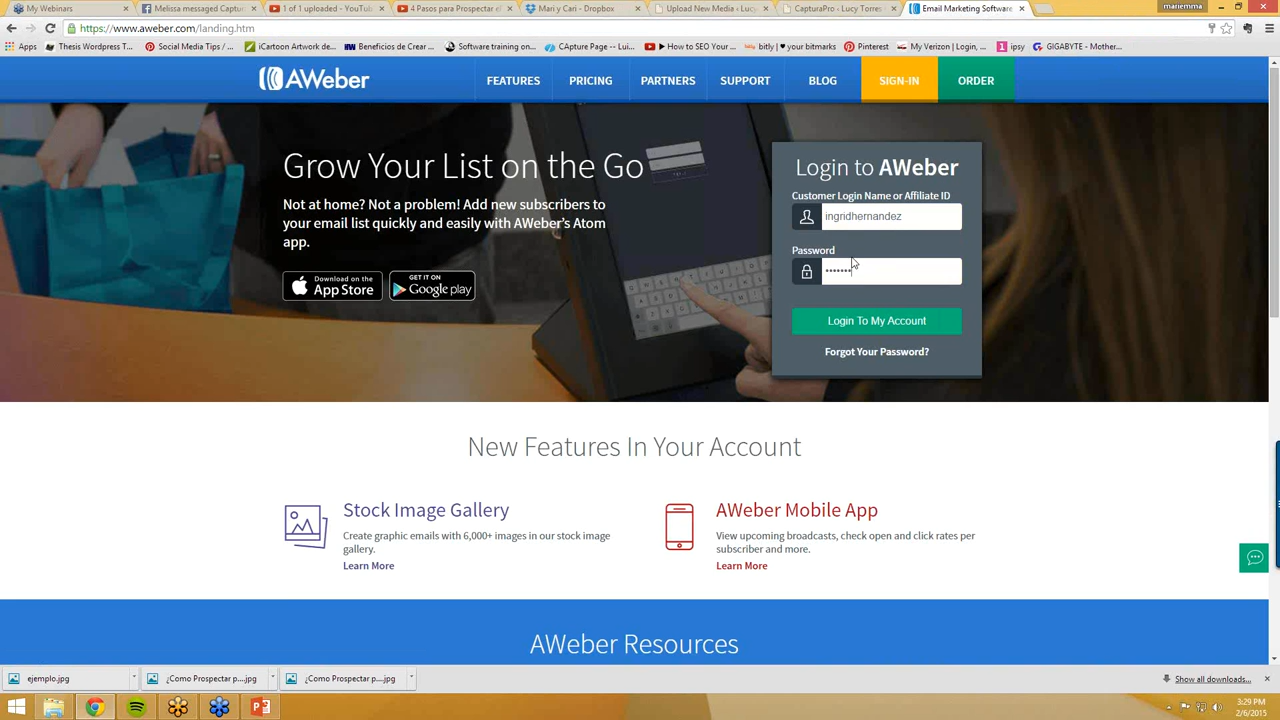 My Webinars
Melissa messaged Captur
1 of 1 uploaded - YouTu
4 Pasos para Prospectar e
Mari y Cari - Dropbox
Upload New Media ‹ Lucy
CapturaPro ‹ Lucy Torres
Email Marketing Software
mariemma
https://www.aweber.com/landing.htm
Apps
Thesis Wordpress T...
Social Media Tips / ...
iCartoon Artwork de...
Beneficios de Crear ...
Software training on...
CApture Page -- Lui...
How to SEO Your ...
bitly | ♥ your bitmarks
Pinterest
My Verizon | Login, ...
ipsy
GIGABYTE - Mother...
AWeber
FEATURES
PRICING
PARTNERS
SUPPORT
BLOG
SIGN-IN
ORDER
Grow Your List on the Go
Not at home? Not a problem! Add new subscribers to
your email list quickly and easily with AWeber's Atom
app.
Download on the
App Store
GET IT ON
Google play
Login to AWeber
Customer Login Name or Affiliate ID
ingridhernandez
Password
•••••••
Login To My Account
Forgot Your Password?
New Features In Your Account
Stock Image Gallery
Create graphic emails with 6,000+ images in our stock image
gallery.
Learn More
AWeber Mobile App
View upcoming broadcasts, check open and click rates per
subscriber and more.
Learn More
AWeber Resources
ejemplo.jpg
¿Como Prospectar p....jpg
¿Como Prospectar p....jpg
Show all downloads...
3:29 PM
2/6/2015